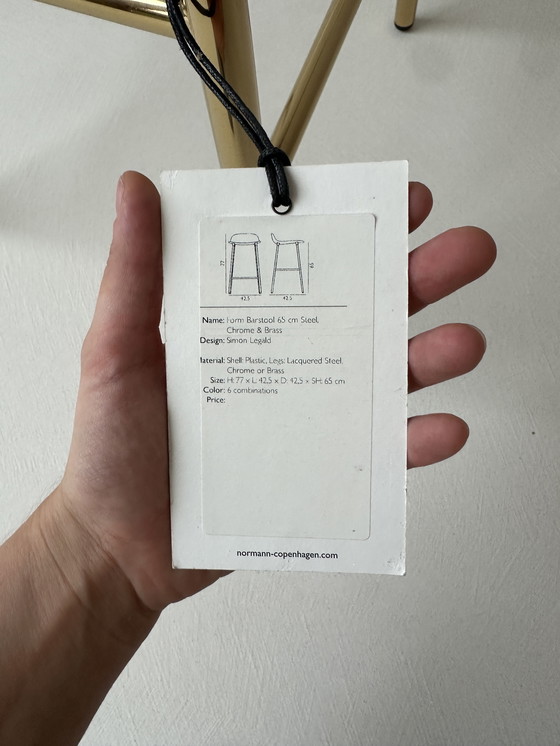 77
65
42.5
42.5
Name: Form Barstool 65 cm Steel,
Chrome & Brass
Design: Simon Legald
laterial: Shell: Plastic, Legs: Lacquered Steel,
Chrome or Brass
Size: H: 77 x L: 42,5 x D: 42,5 x SH: 65 cm
Color: 6 combinations
Price:
normann-copenhagen.com